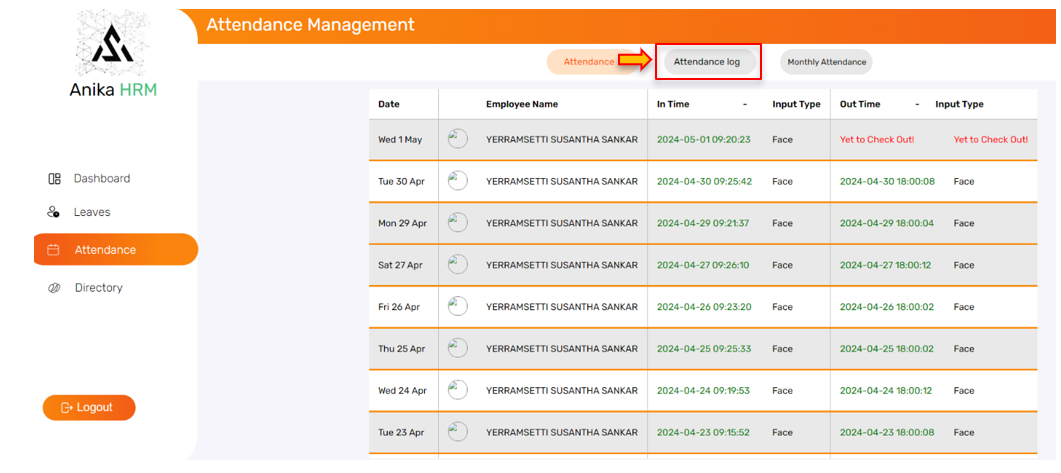 Attendance Management
Anika HRM
Attendance
Attendance log
Monthly Attendance
Dashboard
Leaves
Attendance
Directory
Logout
Date Employee Name In Time - Input Type Out Time - Input Type
Wed 1 May YERRAMSETTI SUSANTHA SANKAR 2024-05-01 09:20:23 Face Yet to Check Out! Yet to Check Out!
Tue 30 Apr YERRAMSETTI SUSANTHA SANKAR 2024-04-30 09:25:42 Face 2024-04-30 18:00:08 Face
Mon 29 Apr YERRAMSETTI SUSANTHA SANKAR 2024-04-29 09:21:37 Face 2024-04-29 18:00:04 Face
Sat 27 Apr YERRAMSETTI SUSANTHA SANKAR 2024-04-27 09:26:10 Face 2024-04-27 18:00:12 Face
Fri 26 Apr YERRAMSETTI SUSANTHA SANKAR 2024-04-26 09:23:20 Face 2024-04-26 18:00:02 Face
Thu 25 Apr YERRAMSETTI SUSANTHA SANKAR 2024-04-25 09:25:33 Face 2024-04-25 18:00:02 Face
Wed 24 Apr YERRAMSETTI SUSANTHA SANKAR 2024-04-24 09:19:53 Face 2024-04-24 18:00:12 Face
Tue 23 Apr YERRAMSETTI SUSANTHA SANKAR 2024-04-23 09:15:52 Face 2024-04-23 18:00:08 Face